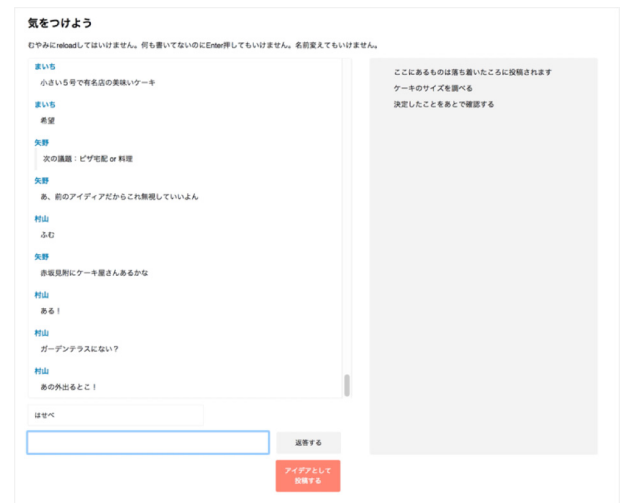 気をつけよう
むやみにreloadしてはいけません。何も書いてないのにEnter押してもいけません。名前変えてもいけません。
まいち
小さい５号で有名店の美味いケーキ
まいち
希望
矢野
次の議題：ピザ宅配 or 料理
矢野
あ、前のアイディアだからこれ無視していいよん
村山
ふむ
矢野
赤坂見附にケーキ屋さんあるかな
村山
ある！
村山
ガーデンテラスにない？
村山
あの外出るとこ！
はせべ
返答する
アイデアとして
投稿する
ここにあるものは落ち着いたころに投稿されます
ケーキのサイズを調べる
決定したことをあとで確認する